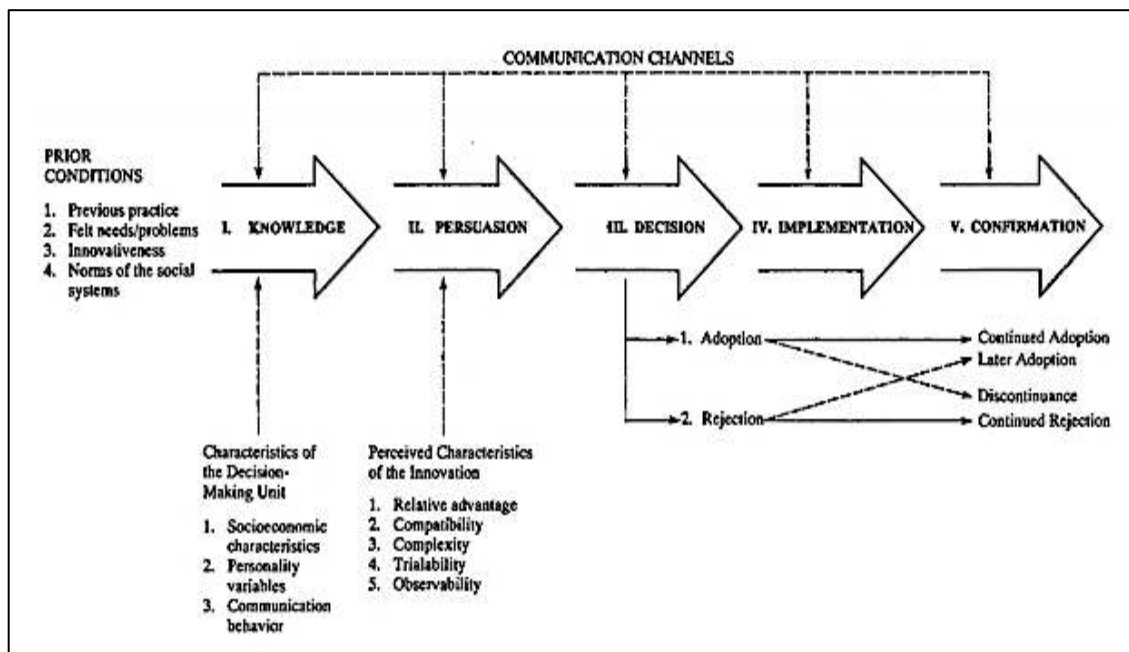 COMMUNICATION CHANNELS
PRIOR
CONDITIONS
1. Previous practice
2. Felt needs/problems
3. Innovativeness
4. Norms of the social
systems
I. KNOWLEDGE
II. PERSUASION
III. DECISION
IV. IMPLEMENTATION
V. CONFIRMATION
1. Adoption
2. Rejection
Continued Adoption
Later Adoption
Discontinuance
Continued Rejection
Characteristics of
the Decision-
Making Unit
1. Socioeconomic
characteristics
2. Personality
variables
3. Communication
behavior
Perceived Characteristics
of the Innovation
1. Relative advantage
2. Compatibility
3. Complexity
4. Trialability
5. Observability